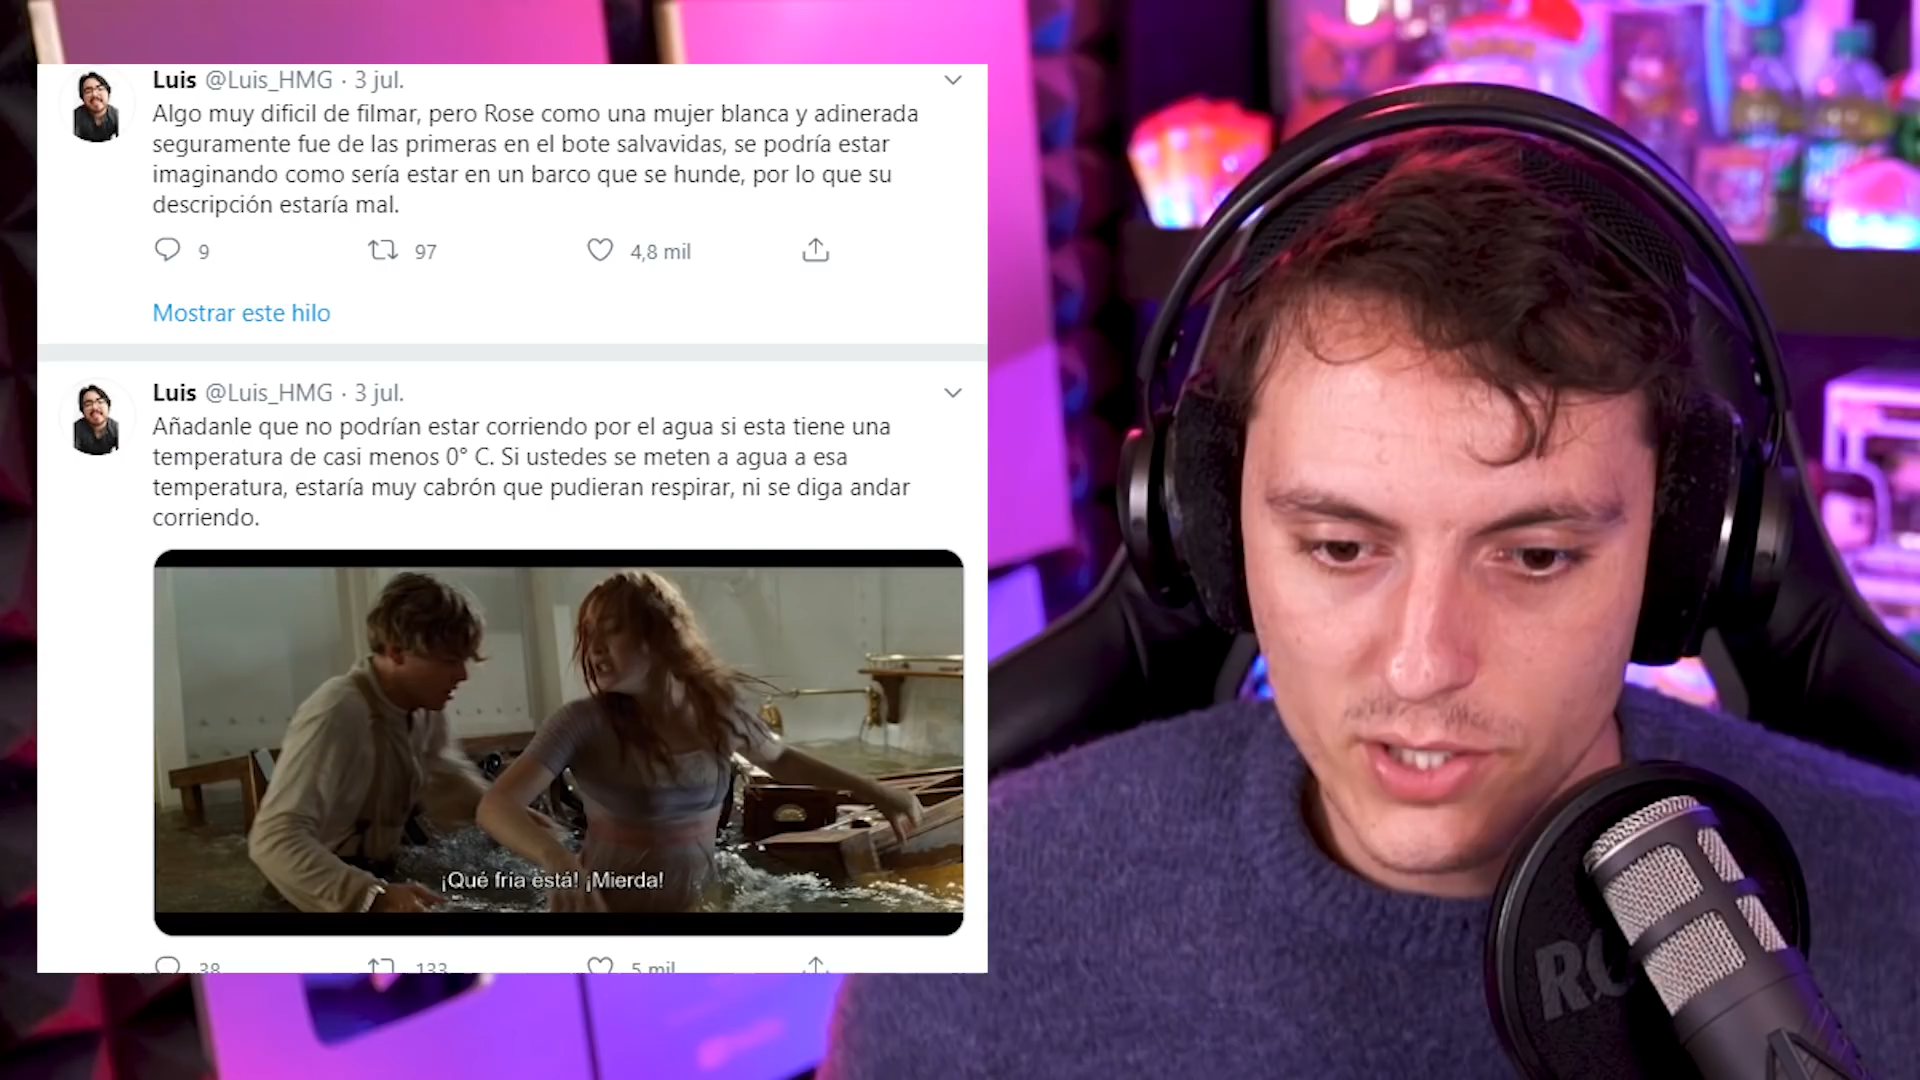 Luis @Luis_HMG · 3 jul.
Algo muy dificil de filmar, pero Rose como una mujer blanca y adinerada
seguramente fue de las primeras en el bote salvavidas, se podría estar
imaginando como sería estar en un barco que se hunde, por lo que su
descripción estaría mal.
9 97 4,8 mil
Mostrar este hilo
Luis @Luis_HMG · 3 jul.
Añadanle que no podrían estar corriendo por el agua si esta tiene una
temperatura de casi menos 0° C. Si ustedes se meten a agua a esa
temperatura, estaría muy cabrón que pudieran respirar, ni se diga andar
corriendo.
¡Qué fría está! ¡Mierda!
38 133 5 mil